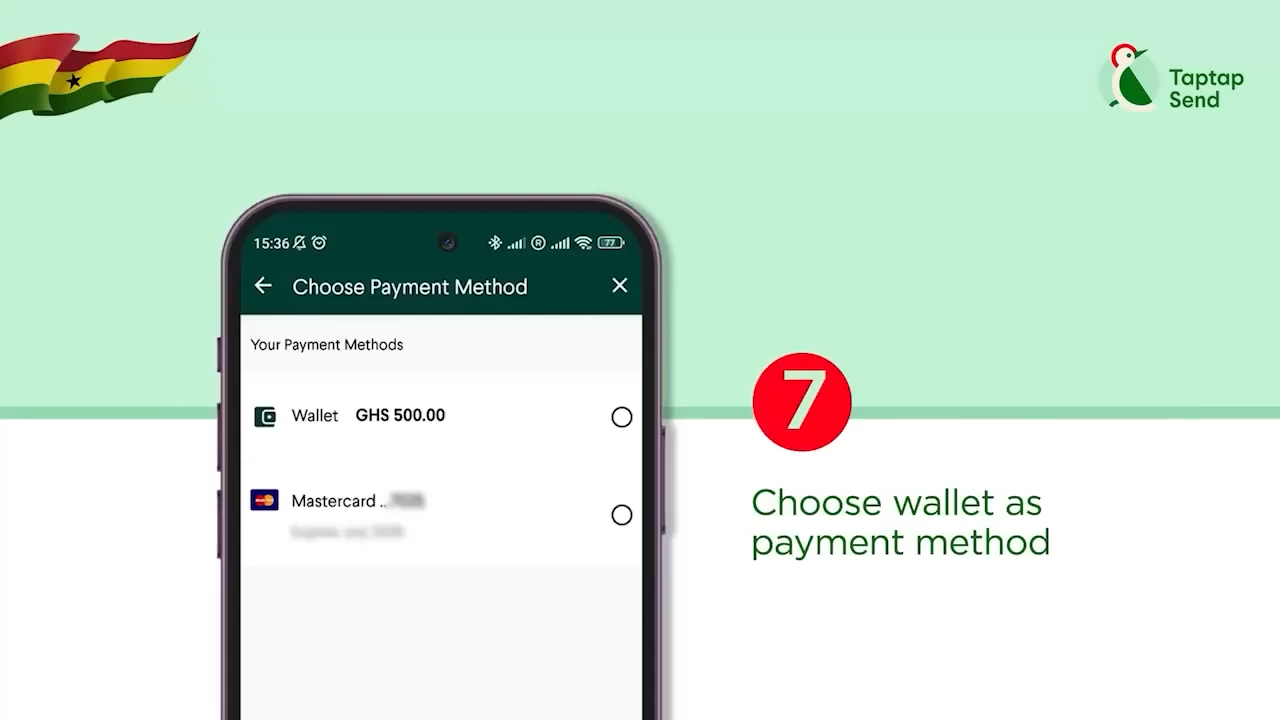 Taptap
Send
15:36
77
Choose Payment Method
Your Payment Methods
Wallet GHS 500.00
Mastercard ..
7
Choose wallet as
payment method